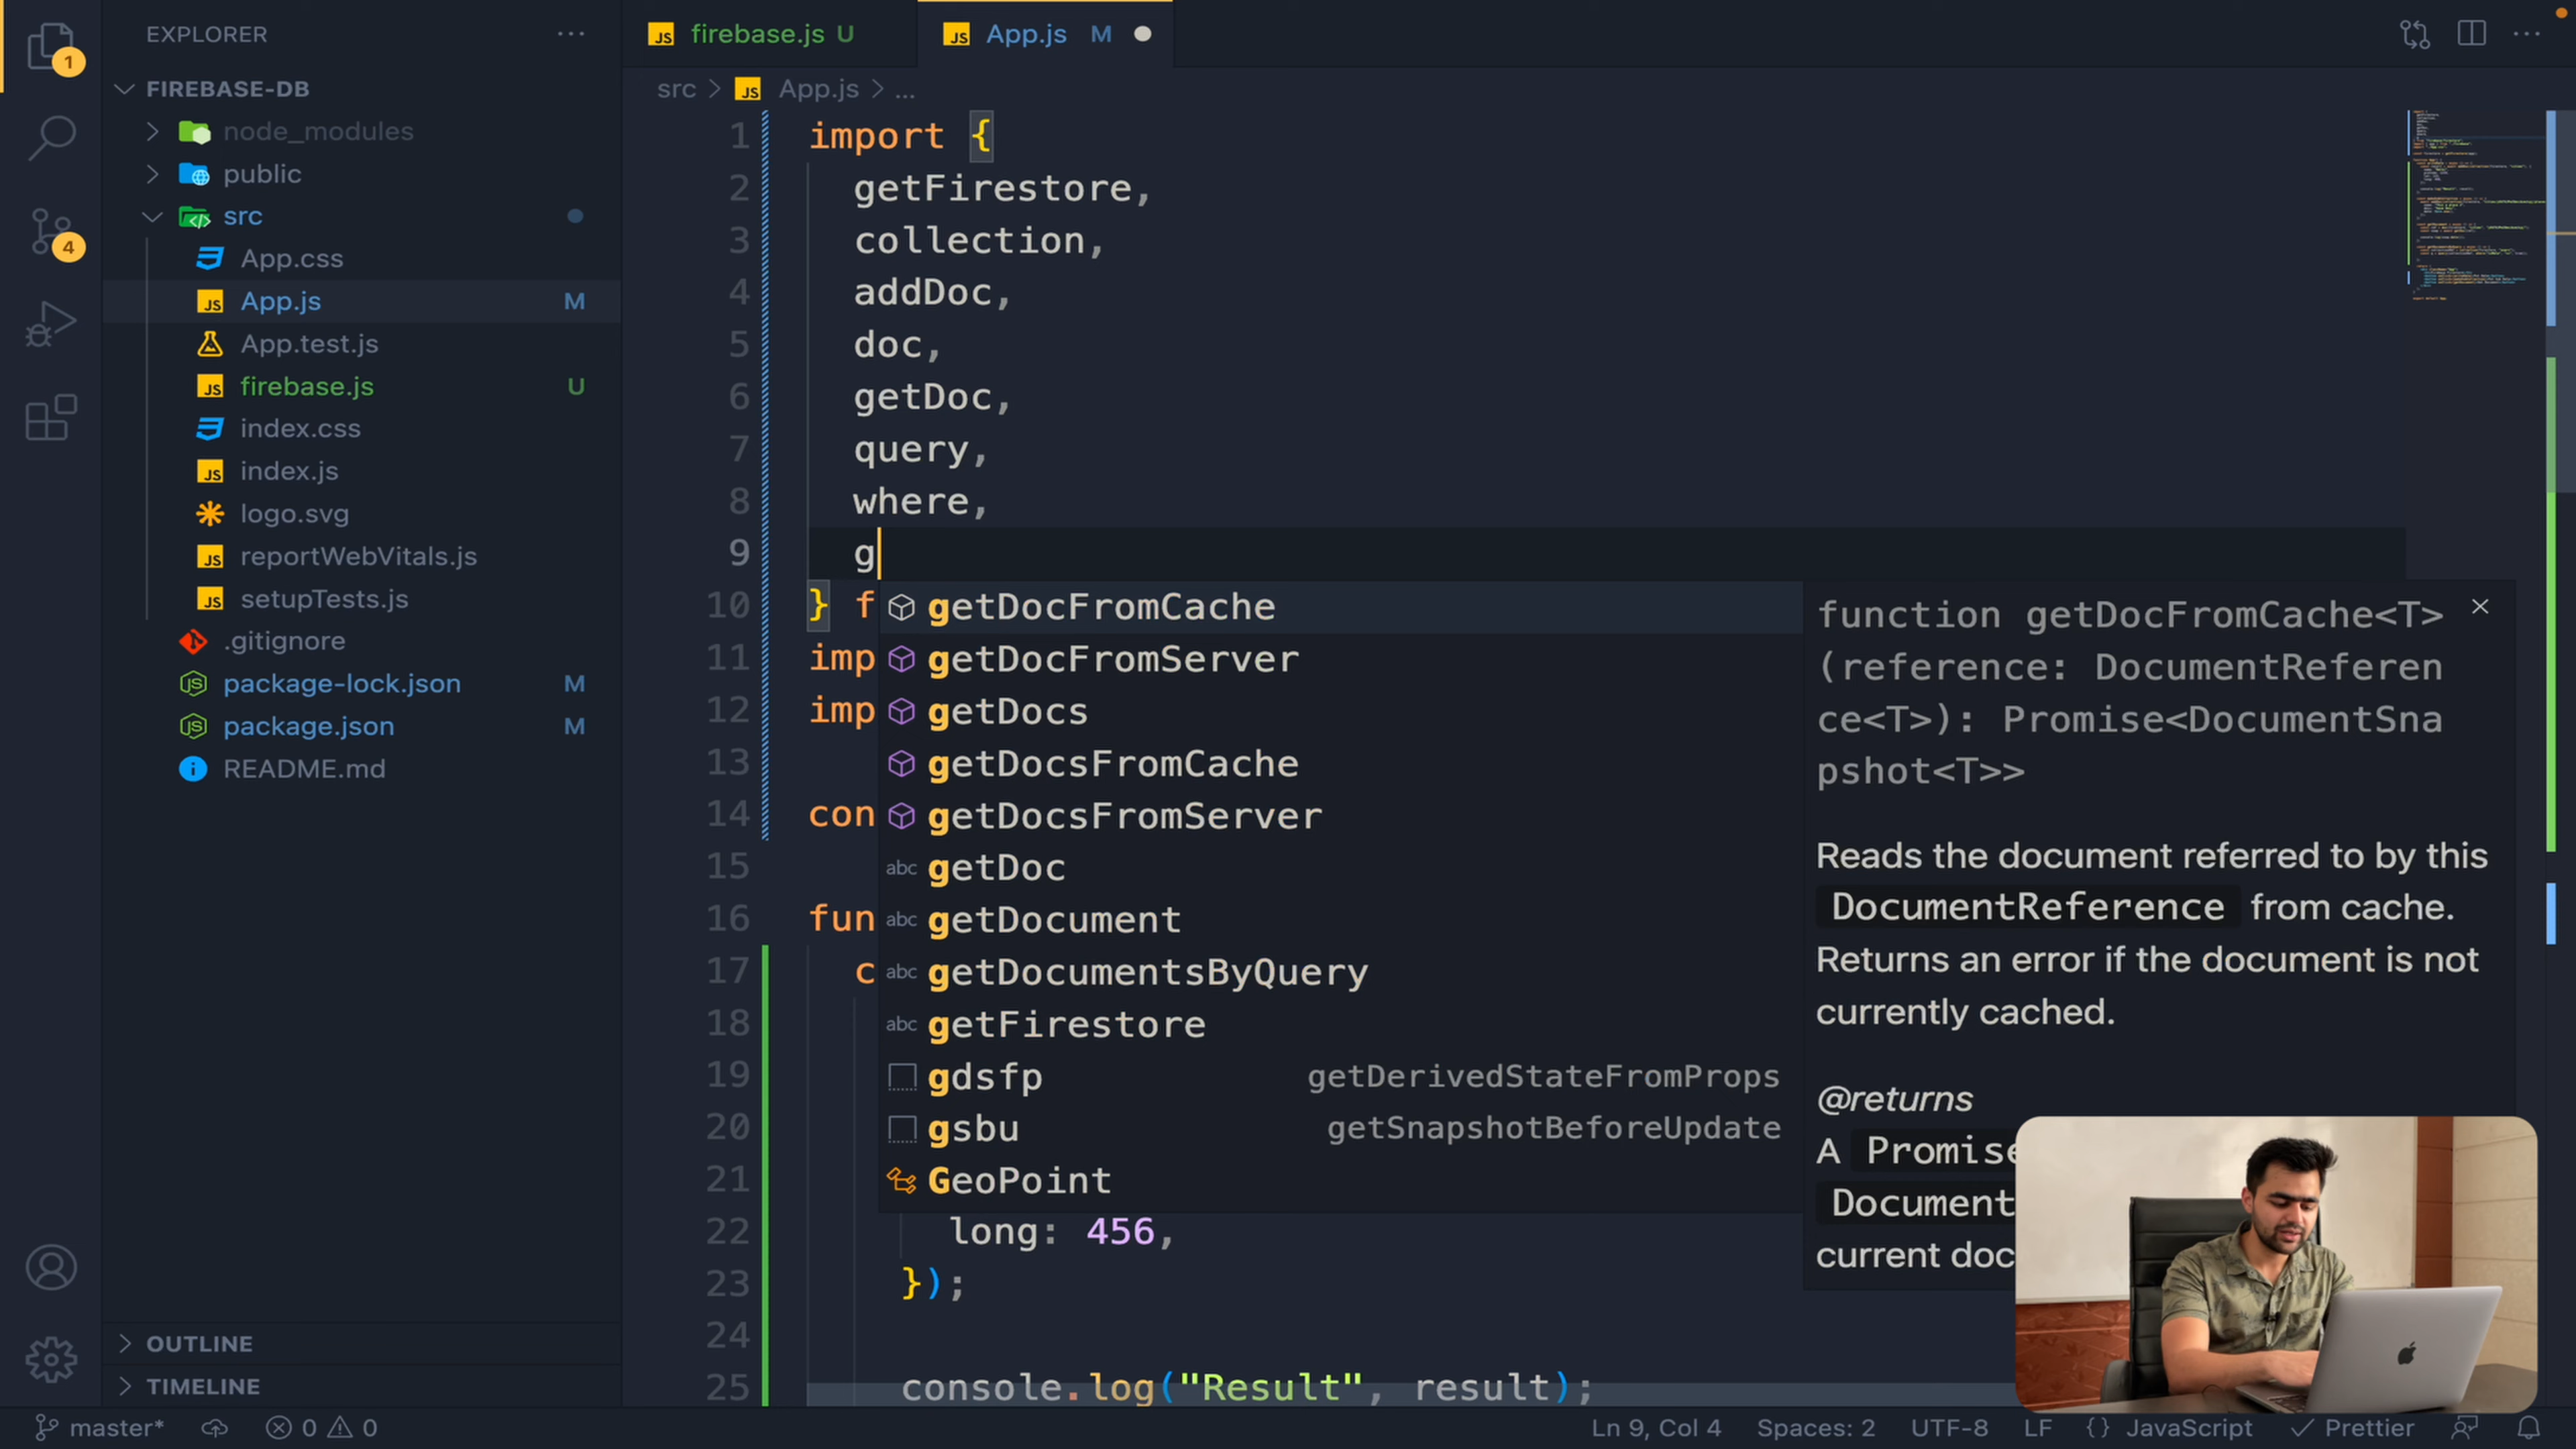 EXPLORER
FIREBASE-DB
node_modules
public
src
App.css
App.js M
App.test.js
firebase.js U
index.css
index.js
logo.svg
reportWebVitals.js
setupTests.js
.gitignore
package-lock.json M
package.json M
README.md
OUTLINE
TIMELINE
1
4
JS firebase.js U
JS App.js M
src > JS App.js > ...
1 import {
2 getFirestore,
3 collection,
4 addDoc,
5 doc,
6 getDoc,
7 query,
8 where,
9 g
10 } f
11 imp
12 imp
13
14 con
15
16 fun
17 c
18
19
20
21
22 long: 456,
23 });
24
25 console.log("Result", result);
getDocFromCache
getDocFromServer
getDocs
getDocsFromCache
getDocsFromServer
abc getDoc
abc getDocument
abc getDocumentsByQuery
abc getFirestore
gdsfp getDerivedStateFromProps
gsbu getSnapshotBeforeUpdate
GeoPoint
function getDocFromCache<T>
(reference: DocumentReferen
ce<T>): Promise<DocumentSna
pshot<T>>
Reads the document referred to by this
DocumentReference from cache.
Returns an error if the document is not
currently cached.
@returns
A Promise
Document
current doc
master* 0 0
Ln 9, Col 4 Spaces: 2 UTF-8 LF {} JavaScript Prettier